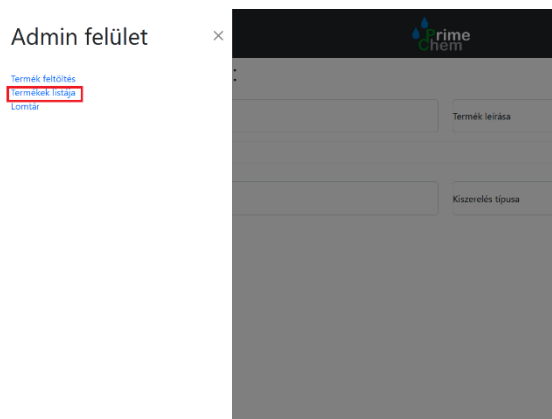 Admin felület
×
Termék feltöltés
Termékek listája
Lomtár
Prime
Chem
:
Termék leírása
Kiszerelés típusa